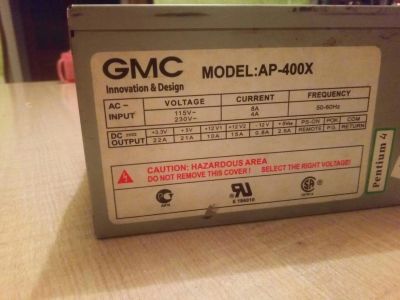 GMC MODEL:AP-400X
Innovation & Design
AC~ INPUT VOLTAGE CURRENT FREQUENCY
115V~ 8A 50-60Hz
230V~ 4A
DC OUTPUT +3.3V +5V +12V1 +12V2 -12V +5Vsb PS-ON POK COM
22A 21A 10A 15A 0.8A 2.5A REMOTE P.G. RETURN
CAUTION: HAZARDOUS AREA
DO NOT REMOVE THIS COVER ! SELECT THE RIGHT VOLTAGE!
Pentium 4